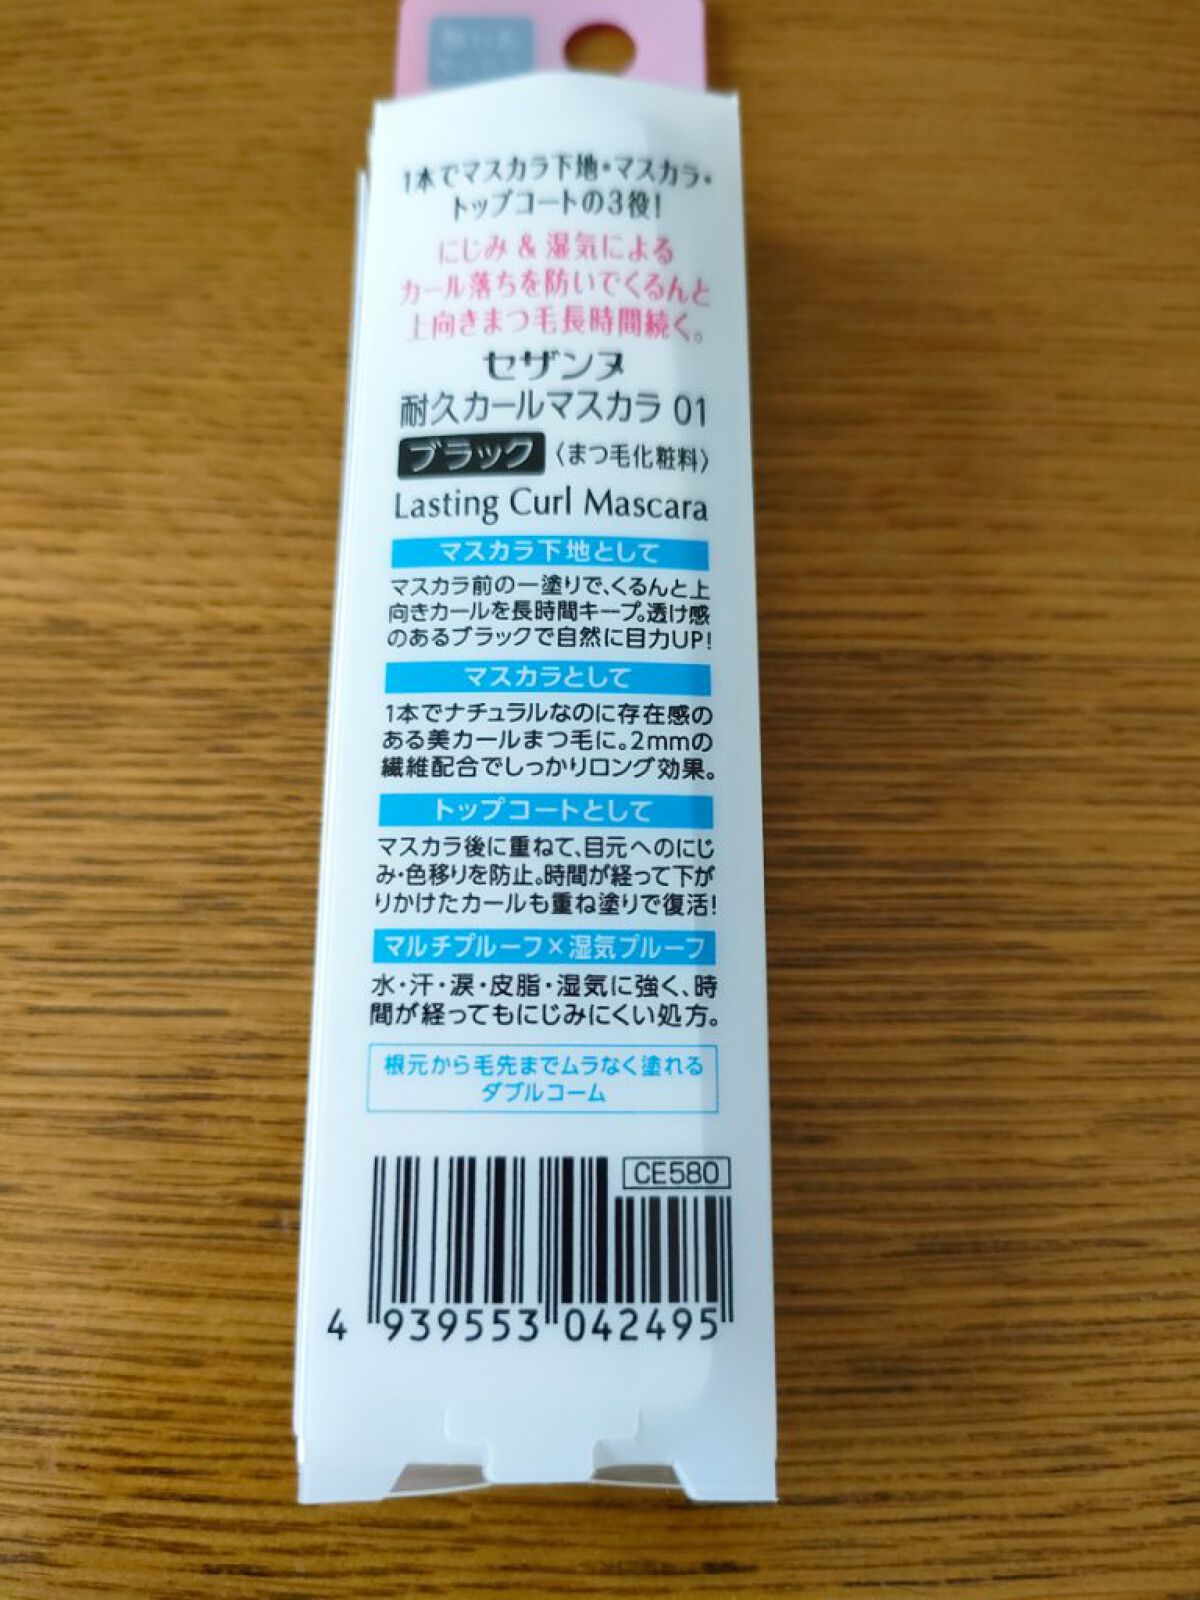 1本でマスカラ下地・マスカラ・
トップコートの3役!
にじみ & 湿気による
カール落ちを防いでくるんと
上向きまつ毛長時間続く。
セザンヌ
耐久カールマスカラ 01
ブラック 〈まつ毛化粧料〉
Lasting Curl Mascara
マスカラ下地として
マスカラ前の一塗りで、くるんと上
向きカールを長時間キープ。透け感
のあるブラックで自然に目力UP!
マスカラとして
1本でナチュラルなのに存在感の
ある美カールまつ毛に。2mmの
繊維配合でしっかりロング効果。
トップコートとして
マスカラ後に重ねて、目元へのにじ
み・色移りを防止。時間が経って下が
りかけたカールも重ね塗りで復活!
マルチプルーフ×湿気プルーフ
水・汗・涙・皮脂・湿気に強く、時
間が経ってもにじみにくい処方。
根元から毛先までムラなく塗れる
ダブルコーム
CE580
4 939553 042495